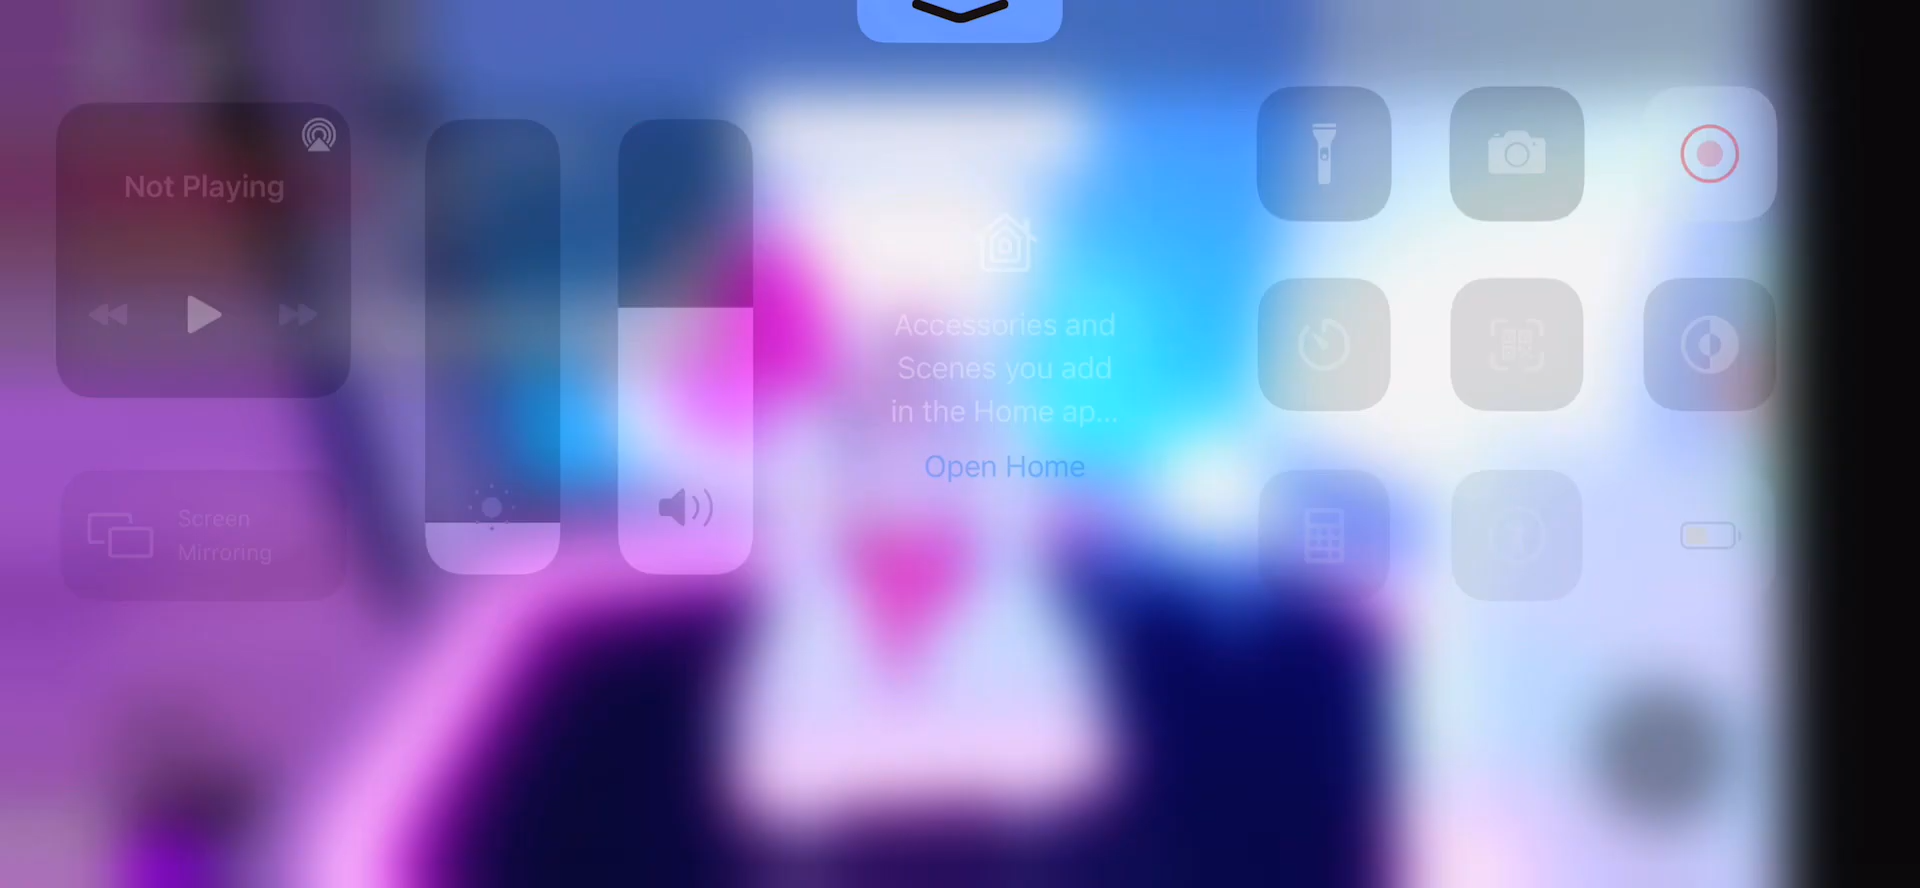 Not Playing
Screen
Mirroring
Accessories and
Scenes you add
in the Home ap...
Open Home